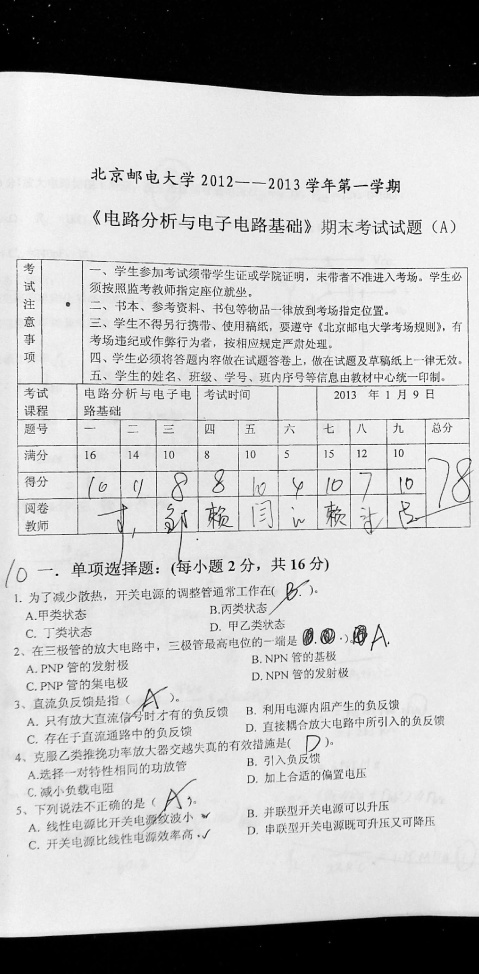 北京邮电大学2012——2013学年第一学期
《电路分析与电子电路基础》期末考试试题（A）
考试注意事项
一、学生参加考试须带学生证或学院证明，未带者不准进入考场。学生必
须按照监考教师指定座位就坐。
二、书本、参考资料、书包等物品一律放到考场指定位置。
三、学生不得另行携带、使用稿纸，要遵守《北京邮电大学考场规则》，有
考场违纪或作弊行为者，按相应规定严肃处理。
四、学生必须将答题内容做在试题答卷上，做在试题及草稿纸上一律无效。
五、学生的姓名、班级、学号、班内序号等信息由教材中心统一印制。
考试课程 电路分析与电子电路基础 考试时间 2013 年 1 月 9 日
题号 一 二 三 四 五 六 七 八 九 总分
满分 16 14 10 8 10 5 15 12 10
得分 10 11 8 8 10 4 10 7 10 78
阅卷教师 赖 闫 赖
10 一. 单项选择题：(每小题 2 分，共 16 分)
1. 为了减少散热，开关电源的调整管通常工作在( B. )。
A.甲类状态 B.丙类状态
C. 丁类状态 D. 甲乙类状态
2、在三极管的放大电路中，三极管最高电位的一端是 A.
A. PNP 管的发射极 B. NPN 管的基极
C. PNP 管的集电极 D. NPN 管的发射极
3、直流负反馈是指（ A ）。
A. 只有放大直流信号时才有的负反馈 B. 利用电源内阻产生的负反馈
C. 存在于直流通路中的负反馈 D. 直接耦合放大电路中所引入的负反馈
4、克服乙类推挽功率放大器交越失真的有效措施是( D )。
A.选择一对特性相同的功放管 B. 引入负反馈
C.减小负载电阻 D. 加上合适的偏置电压
5、下列说法不正确的是（ A ）。
A. 线性电源比开关电源纹波小 B. 并联型开关电源可以升压
C. 开关电源比线性电源效率高 D. 串联型开关电源既可升压又可降压